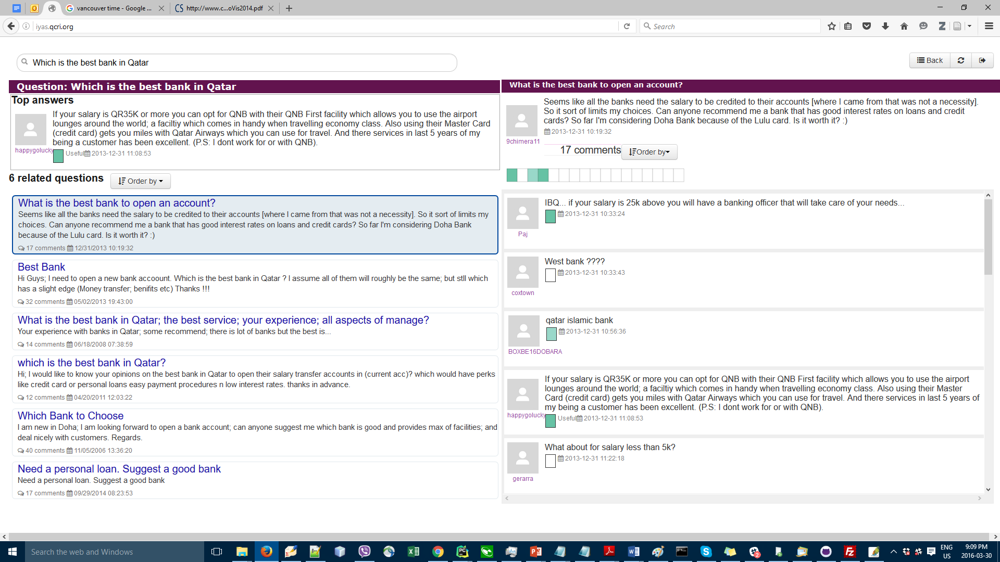 vancouver time - Google ...
http://www.c...oVis2014.pdf
iyas.qcri.org
Search
Which is the best bank in Qatar
Back
Question: Which is the best bank in Qatar
Top answers
If your salary is QR35K or more you can opt for QNB with their QNB First facility which allows you to use the airport
lounges around the world; a faciltiy which comes in handy when travelling economy class. Also using their Master Card
(credit card) gets you miles with Qatar Airways which you can use for travel. And there services in last 5 years of my
being a customer has been excellent. (P.S: I dont work for or with QNB).
happygolucky
Useful 2013-12-31 11:08:53
6 related questions
Order by
What is the best bank to open an account?
Seems like all the banks need the salary to be credited to their accounts [where I came from that was not a necessity]. So it sort of limits my
choices. Can anyone recommend me a bank that has good interest rates on loans and credit cards? So far I'm considering Doha Bank
because of the Lulu card. Is it worth it? :)
17 comments 12/31/2013 10:19:32
Best Bank
Hi Guys; I need to open a new bank accoount. Which is the best bank in Qatar ? I assume all of them will roughly be the same; but stll which
has a slight edge (Money transfer; benifits etc) Thanks !!!
32 comments 05/02/2013 19:43:00
What is the best bank in Qatar; the best service; your experience; all aspects of manage?
Your experience with banks in Qatar; some recommend; there is lot of banks but the best is...
14 comments 06/18/2008 07:38:59
which is the best bank in Qatar?
Hi; I would like to know your opinions on the best bank in Qatar to open their salary transfer accounts in (current acc)? which would have perks
like credit card or personal loans easy payment procedures n low interest rates. thanks in advance.
12 comments 04/20/2011 12:03:22
Which Bank to Choose
I am new in Doha; I am looking forward to open a bank account; can anyone suggest me which bank is good and provides max of facilities; and
deal nicely with customers. Regards.
40 comments 11/05/2006 13:36:20
Need a personal loan. Suggest a good bank
Need a personal loan. Suggest a good bank
17 comments 09/29/2014 08:23:53
What is the best bank to open an account?
Seems like all the banks need the salary to be credited to their accounts [where I came from that was not a necessity].
So it sort of limits my choices. Can anyone recommend me a bank that has good interest rates on loans and credit
cards? So far I'm considering Doha Bank because of the Lulu card. Is it worth it? :)
2013-12-31 10:19:32
9chimera11
17 comments
Order by
IBQ... if your salary is 25k above you will have a banking officer that will take care of your needs...
2013-12-31 10:33:24
Paj
West bank ????
2013-12-31 10:33:43
coxtown
qatar islamic bank
2013-12-31 10:56:36
BOXBE16DOBARA
If your salary is QR35K or more you can opt for QNB with their QNB First facility which allows you to use the airport
lounges around the world; a faciltiy which comes in handy when travelling economy class. Also using their Master
Card (credit card) gets you miles with Qatar Airways which you can use for travel. And there services in last 5 years of
my being a customer has been excellent. (P.S: I dont work for or with QNB).
happygolucky
Useful 2013-12-31 11:08:53
What about for salary less than 5k?
2013-12-31 11:22:18
gerarra
Search the web and Windows
ENG
US
9:09 PM
2016-03-30